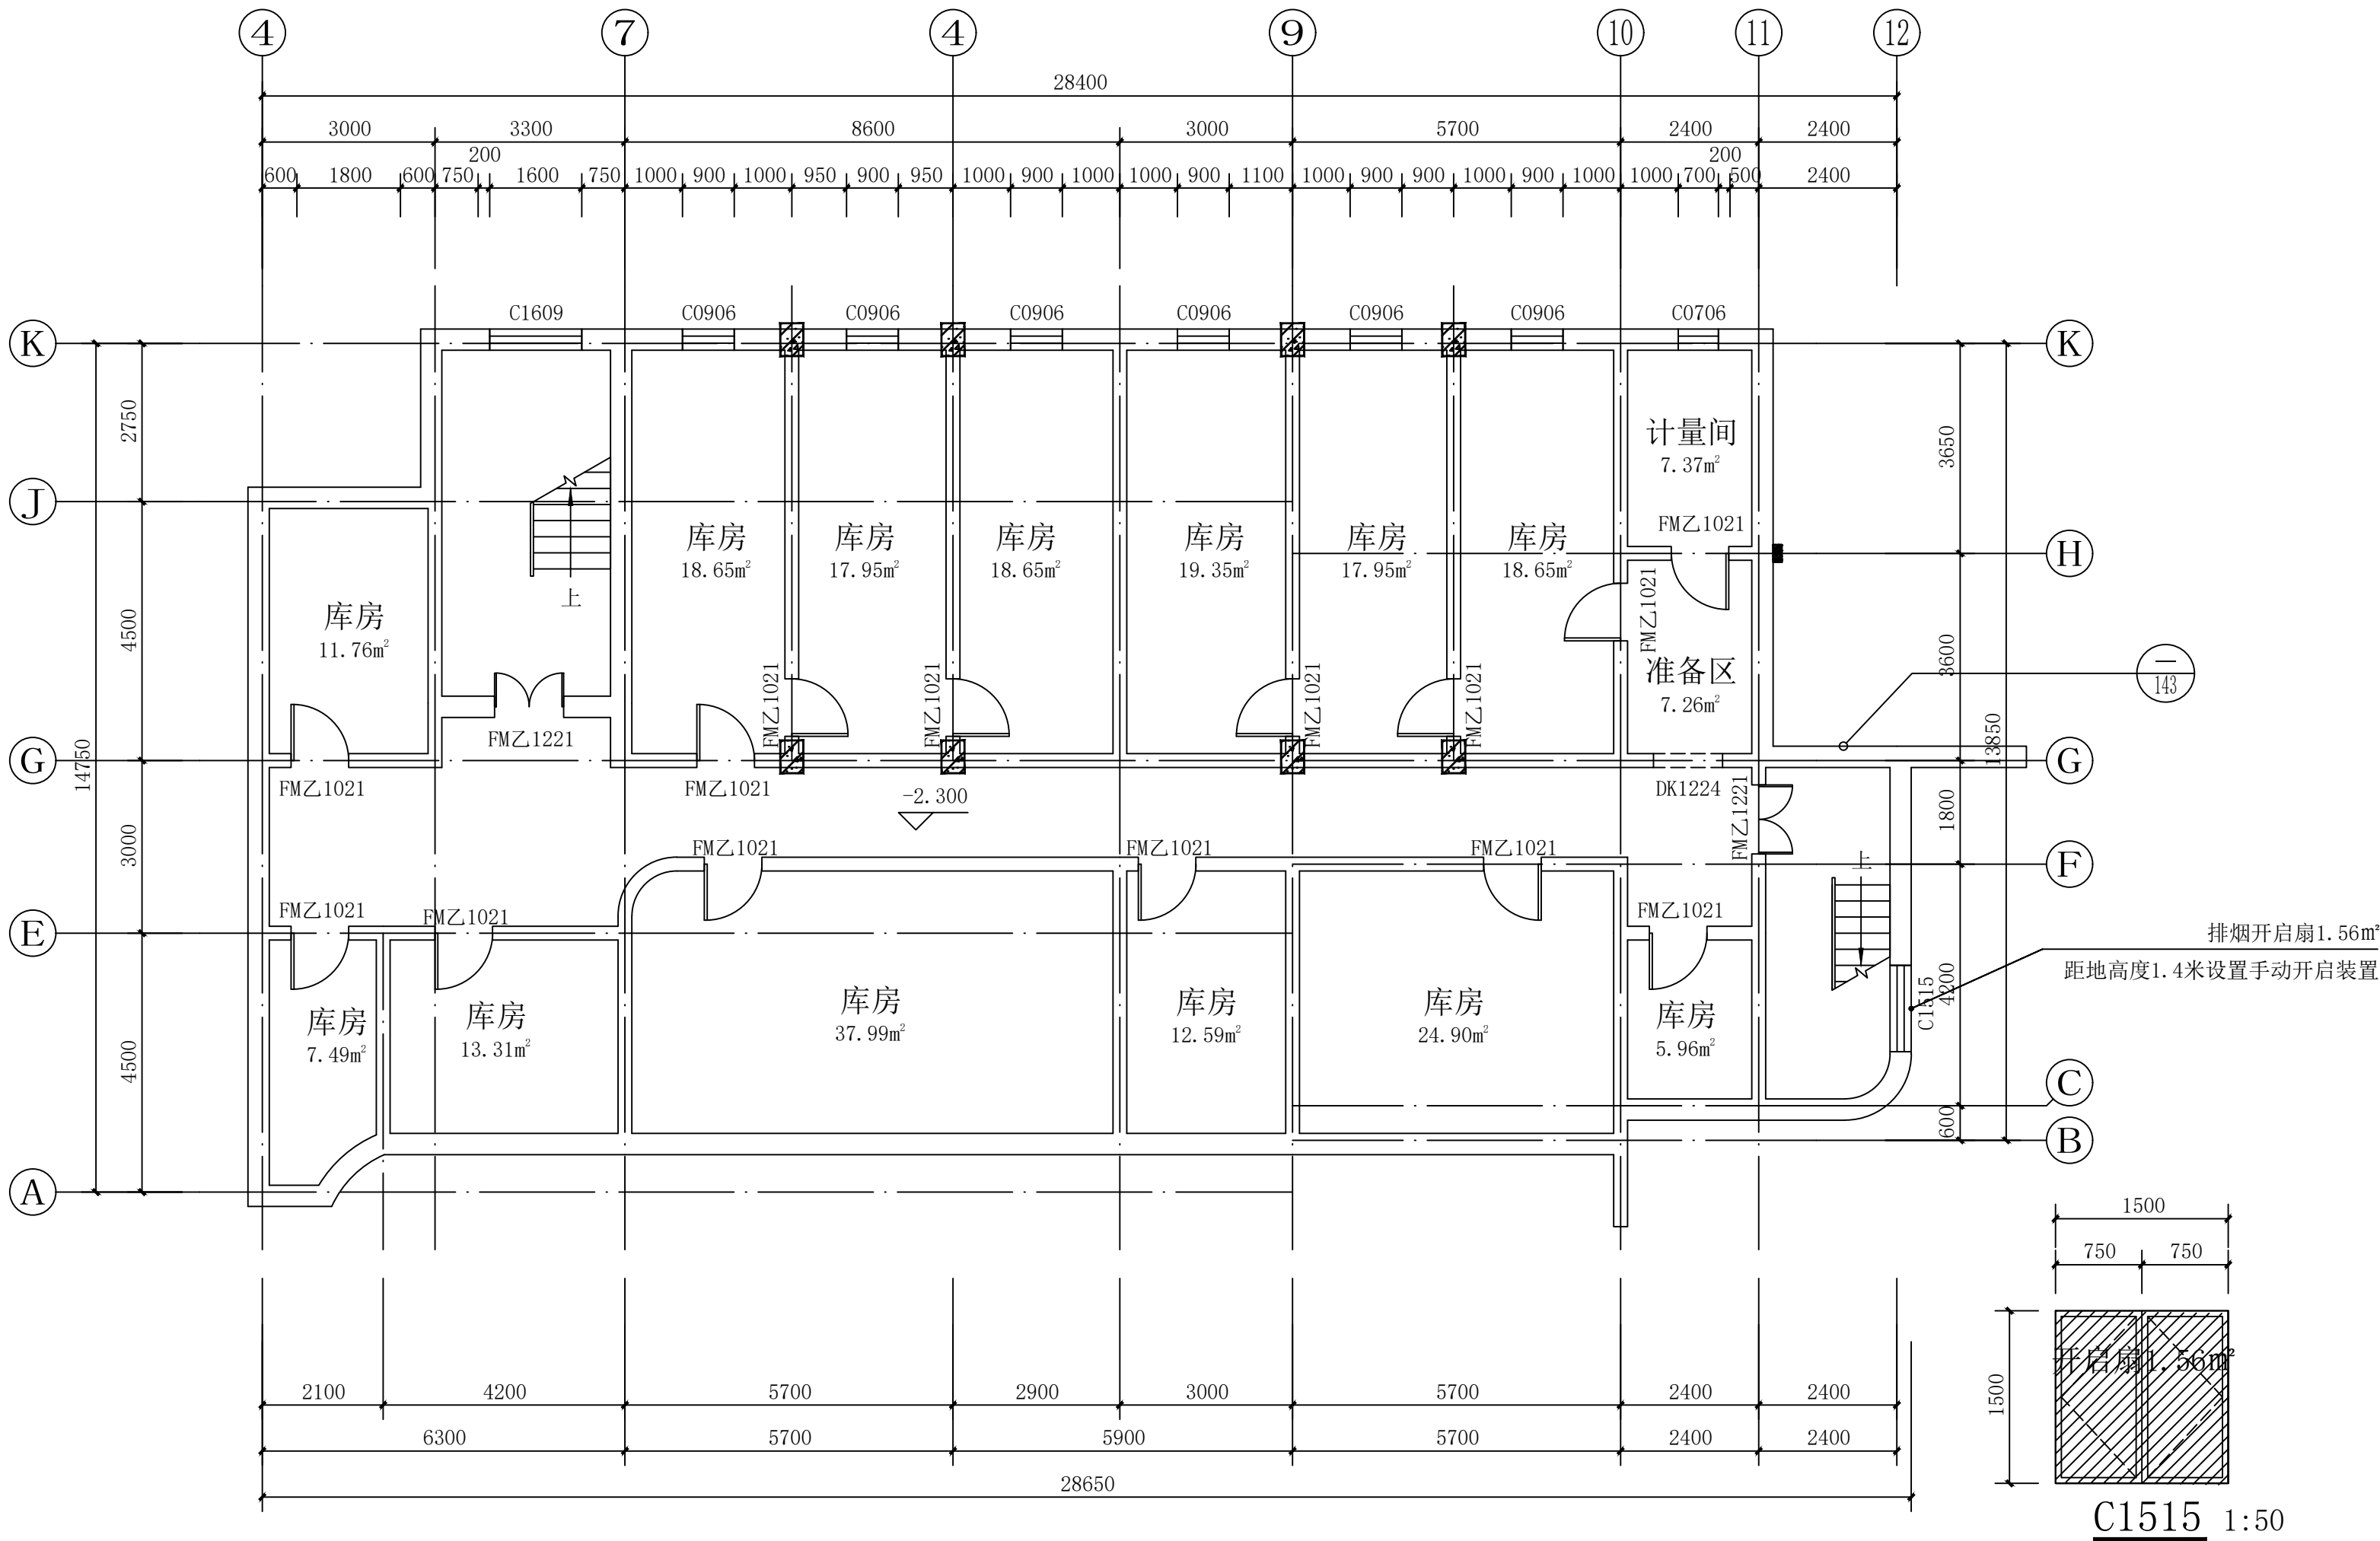 4 7 4 9 10 11 12
28400
3000 3300 8600 3000 5700 2400 2400
200 200
600 1800 600 750 1600 750 1000 900 1000 950 900 950 1000 900 1000 1000 900 1100 1000 900 900 1000 900 1000 1000 700 500 2400
C1609 C0906 C0906 C0906 C0906 C0906 C0906 C0706
K K
2750
3650
计量间
7.37m²
J
FM乙1021
库房 库房 库房 库房 库房 库房
18.65m² 17.95m² 18.65m² 19.35m² 17.95m² 18.65m²
H
上
FM乙1021
库房
11.76m²
4500
3600
准备区
7.26m²
一
143
FM乙1021 FM乙1021 FM乙1021 FM乙1021
FM乙1221
14750
13850
G G
FM乙1021 FM乙1021 DK1224
-2.300
FM乙1221
3000
1800
FM乙1021 FM乙1021 FM乙1021
上
F
FM乙1021 FM乙1021 FM乙1021
E
排烟开启扇1.56m²
距地高度1.4米设置手动开启装置
4200
C1515
库房 库房 库房 库房 库房 库房
7.49m² 13.31m² 37.99m² 12.59m² 24.90m² 5.96m²
4500
C
600
B
A
1500
750 750
1500
开启扇1.56m²
2100 4200 5700 2900 3000 5700 2400 2400
6300 5700 5900 5700 2400 2400
28650
C1515 1:50